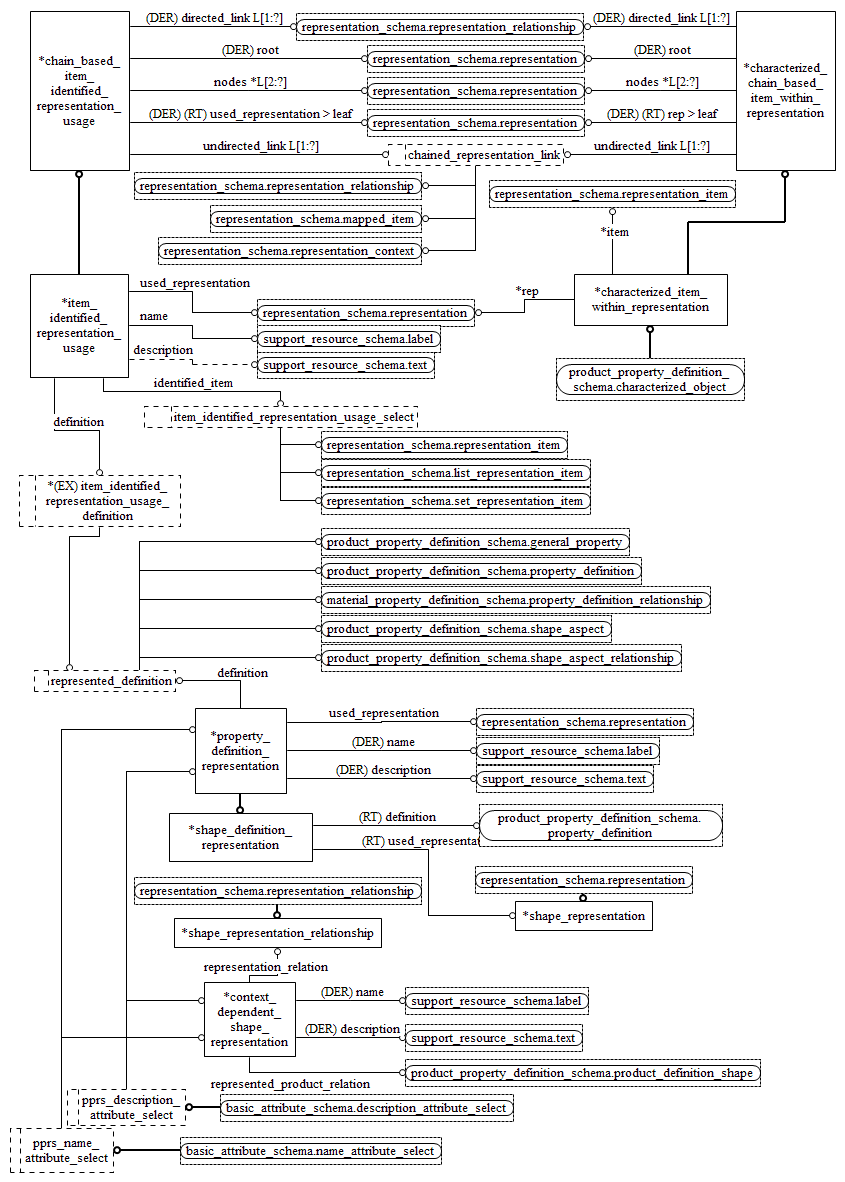 (DER) directed_link L[1:?]
representation_schema.representation_relationship
(DER) directed_link L[1:?]
*chain_based_
item_
identified_
representation_
usage
(DER) root
representation_schema.representation
(DER) root
*characterized_
chain_based_
item_within_
representation
nodes *L[2:?]
representation_schema.representation
nodes *L[2:?]
(DER) (RT) used_representation > leaf
representation_schema.representation
(DER) (RT) rep > leaf
undirected_link L[1:?]
chained_representation_link
undirected_link L[1:?]
representation_schema.representation_relationship
representation_schema.representation_item
representation_schema.mapped_item
*item
representation_schema.representation_context
used_representation
*item_
identified_
representation_
usage
*rep
*characterized_item_
within_representation
name
representation_schema.representation
support_resource_schema.label
description
support_resource_schema.text
product_property_definition_
schema.characterized_object
identified_item
item_identified_representation_usage_select
definition
representation_schema.representation_item
representation_schema.list_representation_item
representation_schema.set_representation_item
*(EX) item_identified_
representation_usage_
definition
product_property_definition_schema.general_property
product_property_definition_schema.property_definition
material_property_definition_schema.property_definition_relationship
product_property_definition_schema.shape_aspect
product_property_definition_schema.shape_aspect_relationship
represented_definition
definition
*property_
definition_
representation
used_representation
representation_schema.representation
(DER) name
support_resource_schema.label
(DER) description
support_resource_schema.text
*shape_definition_
representation
(RT) definition
product_property_definition_schema.
property_definition
(RT) used_representat
representation_schema.representation_relationship
representation_schema.representation
*shape_representation
*shape_representation_relationship
representation_relation
*context_
dependent_
shape_
representation
(DER) name
support_resource_schema.label
(DER) description
support_resource_schema.text
product_property_definition_schema.product_definition_shape
represented_product_relation
pprs_description_
attribute_select
basic_attribute_schema.description_attribute_select
pprs_name_
attribute_select
basic_attribute_schema.name_attribute_select